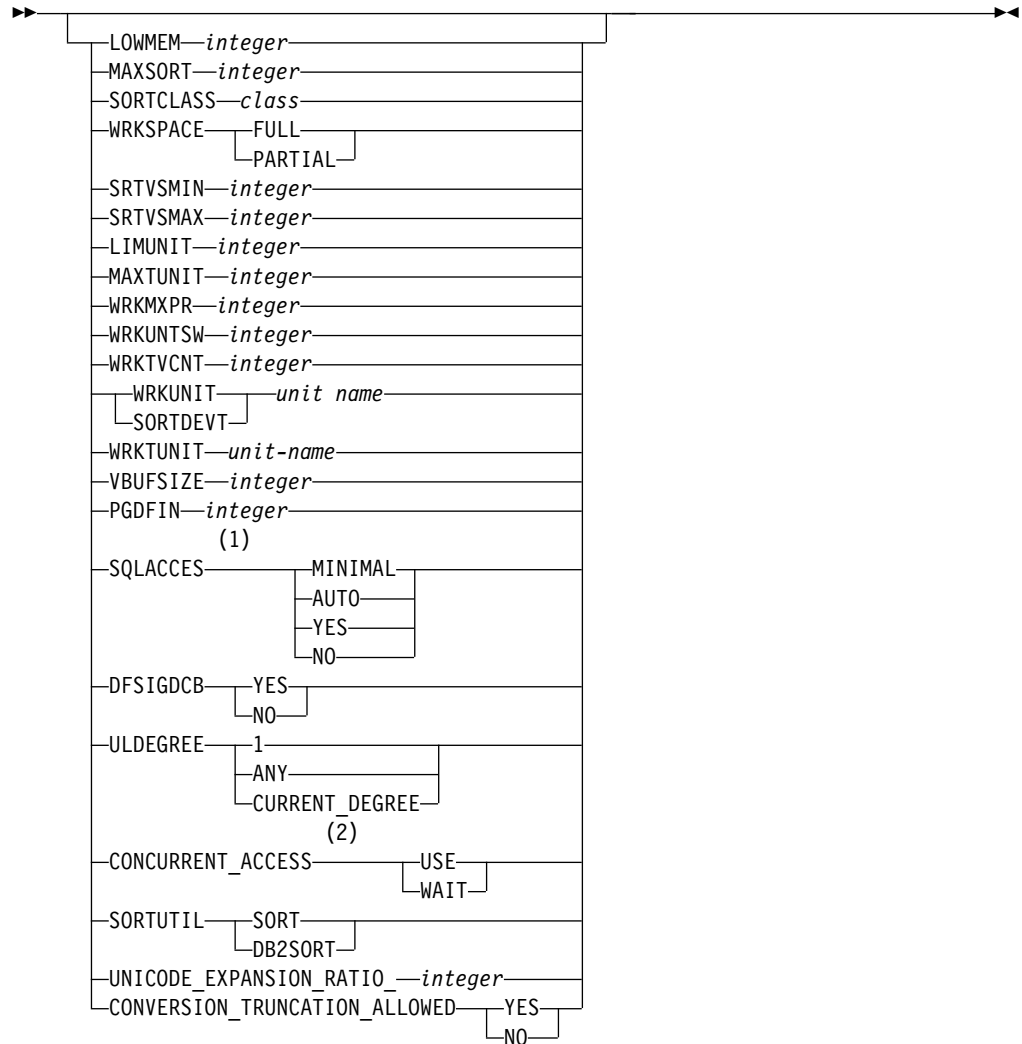 LOWMEM integer
MAXSORT integer
SORTCLASS class
WRKSPACE FULL
PARTIAL
SRTVSMIN integer
SRTVSMAX integer
LIMUNIT integer
MAXTUNIT integer
WRKMXPR integer
WRKUNTSW integer
WRKTVCNT integer
WRKUNIT unit name
SORTDEVT
WRKTUNIT unit-name
VBUFSIZE integer
PGDFIN integer
(1)
SQLACCES MINIMAL
AUTO
YES
NO
DFSIGDCB YES
NO
ULDEGREE 1
ANY
CURRENT_DEGREE
(2)
CONCURRENT_ACCESS USE
WAIT
SORTUTIL SORT
DB2SORT
UNICODE_EXPANSION_RATIO_ integer
CONVERSION_TRUNCATION_ALLOWED YES
NO